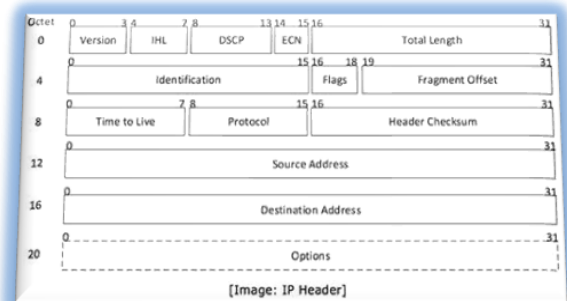 Octet 0 3 4 7 8 13 14 15 16 31
0 Version IHL DSCP ECN Total Length
0 15 16 18 19 31
4 Identification Flags Fragment Offset
0 7 8 15 16 31
8 Time to Live Protocol Header Checksum
0 31
12 Source Address
0 31
16 Destination Address
0 31
20 Options
[Image: IP Header]